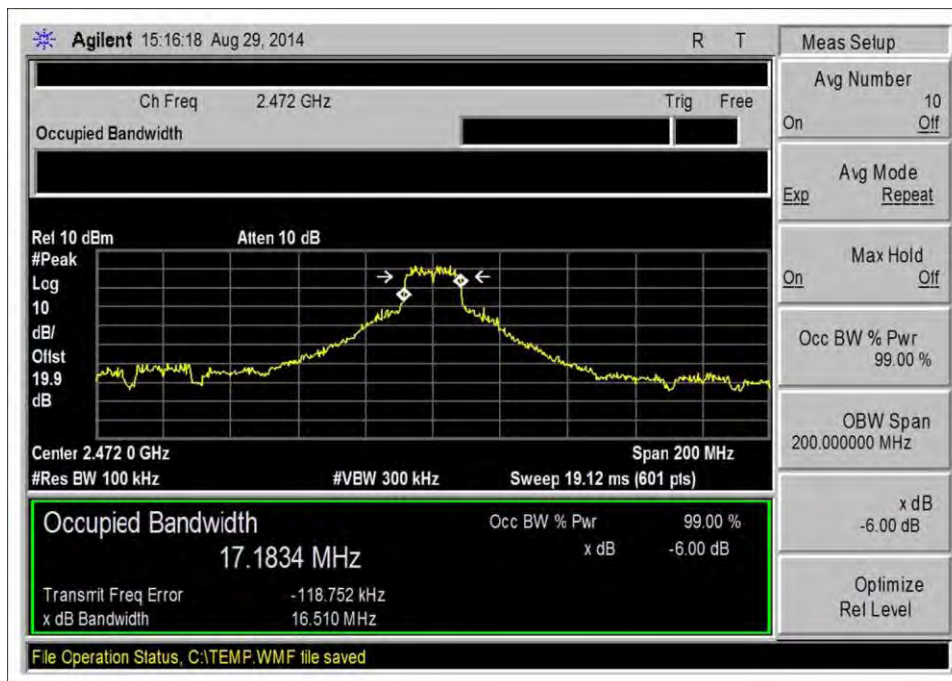 Agilent 15:16:18 Aug 29, 2014 R T
Meas Setup
Ch Freq 2.472 GHz Trig Free
Occupied Bandwidth
Avg Number
10
On Off
Avg Mode
Exp Repeat
Max Hold
On Off
Occ BW % Pwr
99.00 %
OBW Span
200.000000 MHz
x dB
-6.00 dB
Optimize
Ref Level
Ref 10 dBm Atten 10 dB
#Peak
Log
10
dB/
Offst
19.9
dB
Center 2.472 0 GHz Span 200 MHz
#Res BW 100 kHz #VBW 300 kHz Sweep 19.12 ms (601 pts)
Occupied Bandwidth
17.1834 MHz
Occ BW % Pwr 99.00 %
x dB -6.00 dB
Transmit Freq Error -118.752 kHz
x dB Bandwidth 16.510 MHz
File Operation Status, C:\TEMP.WMF file saved